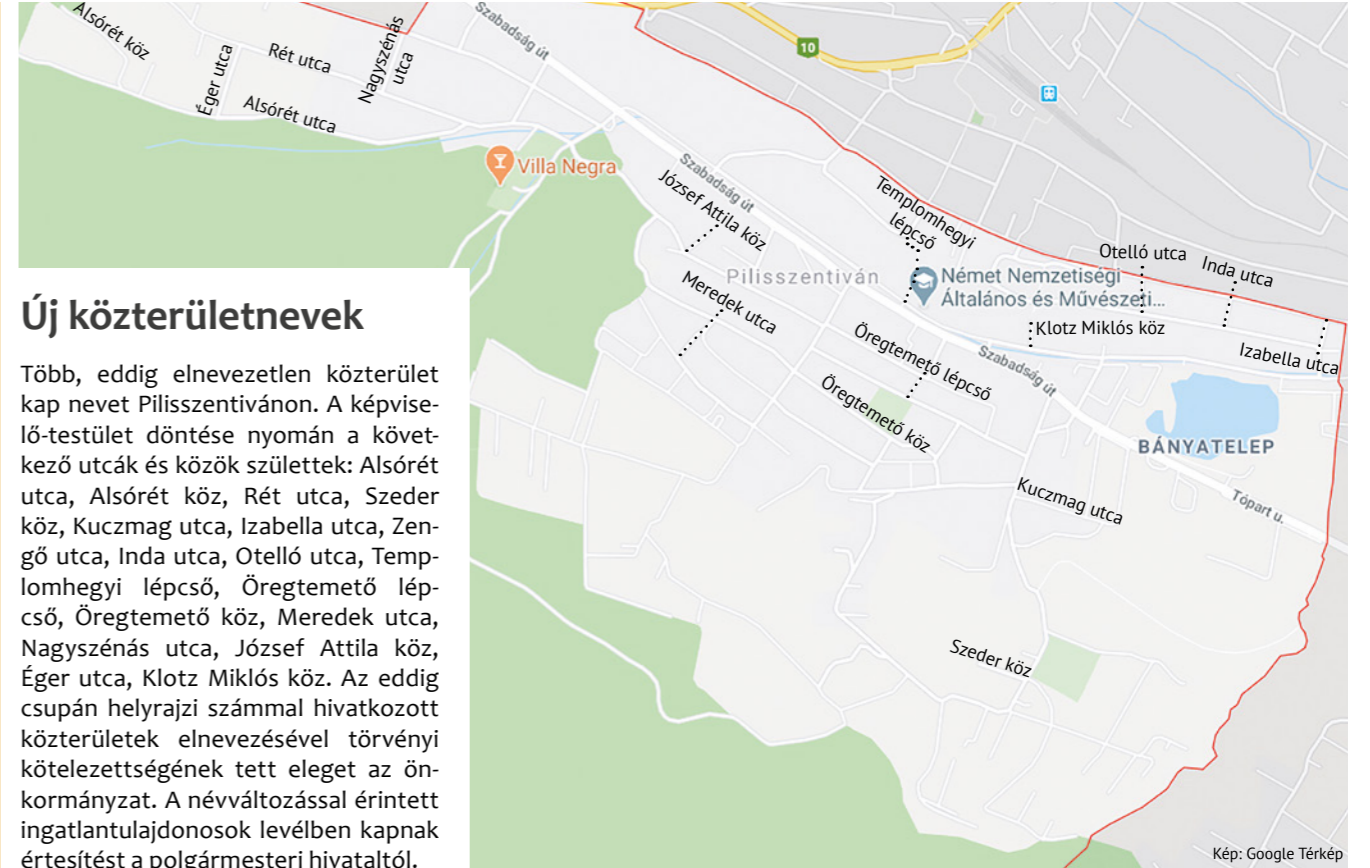 Alsórét köz
Éger utca
Rét utca
Nagyszénás
utca
Alsórét utca
Szabadság út
10
Villa Negra
Szabadság út
József Attila köz
Templomhegyi
lépcső
Pilisszentiván
Német Nemzetiségi
Általános és Művészeti...
Otelló utca
Inda utca
Meredek utca
Klotz Miklós köz
Izabella utca
Öregtemető lépcső
Szabadság út
Öregtemető köz
BÁNYATELEP
Kuczmag utca
Tópart u.
Szeder köz
Új közterületnevek
Több, eddig elnevezetlen közterület
kap nevet Pilisszentivánon. A képvise-
lő-testület döntése nyomán a követ-
kező utcák és közök születtek: Alsórét
utca, Alsórét köz, Rét utca, Szeder
köz, Kuczmag utca, Izabella utca, Zen-
gő utca, Inda utca, Otelló utca, Temp-
lomhegyi lépcső, Öregtemető lép-
cső, Öregtemető köz, Meredek utca,
Nagyszénás utca, József Attila köz,
Éger utca, Klotz Miklós köz. Az eddig
csupán helyrajzi számmal hivatkozott
közterületek elnevezésével törvényi
kötelezettségének tett eleget az ön-
kormányzat. A névváltozással érintett
ingatlantulajdonosok levélben kapnak
értesítést a polgármesteri hivataltól.
Kép: Google Térkép